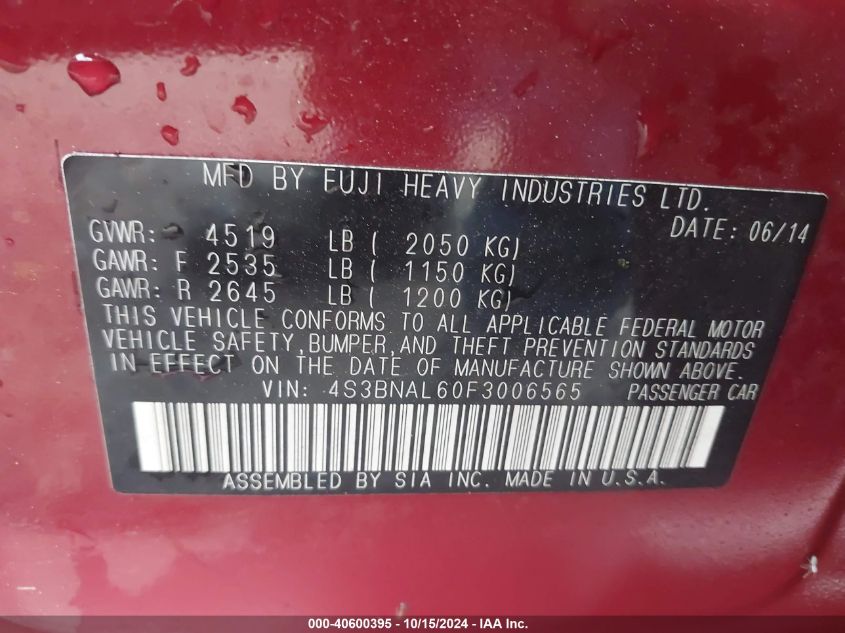 MFD BY FUJI HEAVY INDUSTRIES LTD.
DATE: 06/14
GVWR: 4519 LB ( 2050 KG)
GAWR: F 2535 LB ( 1150 KG)
GAWR: R 2645 LB ( 1200 KG)
THIS VEHICLE CONFORMS TO ALL APPLICABLE FEDERAL MOTOR
VEHICLE SAFETY, BUMPER, AND THEFT PREVENTION STANDARDS
IN EFFECT ON THE DATE OF MANUFACTURE SHOWN ABOVE.
VIN: 4S3BNAL60F3006565 PASSENGER CAR
ASSEMBLED BY SIA INC. MADE IN U.S.A.
000-40600395 - 10/15/2024 - IAA Inc.